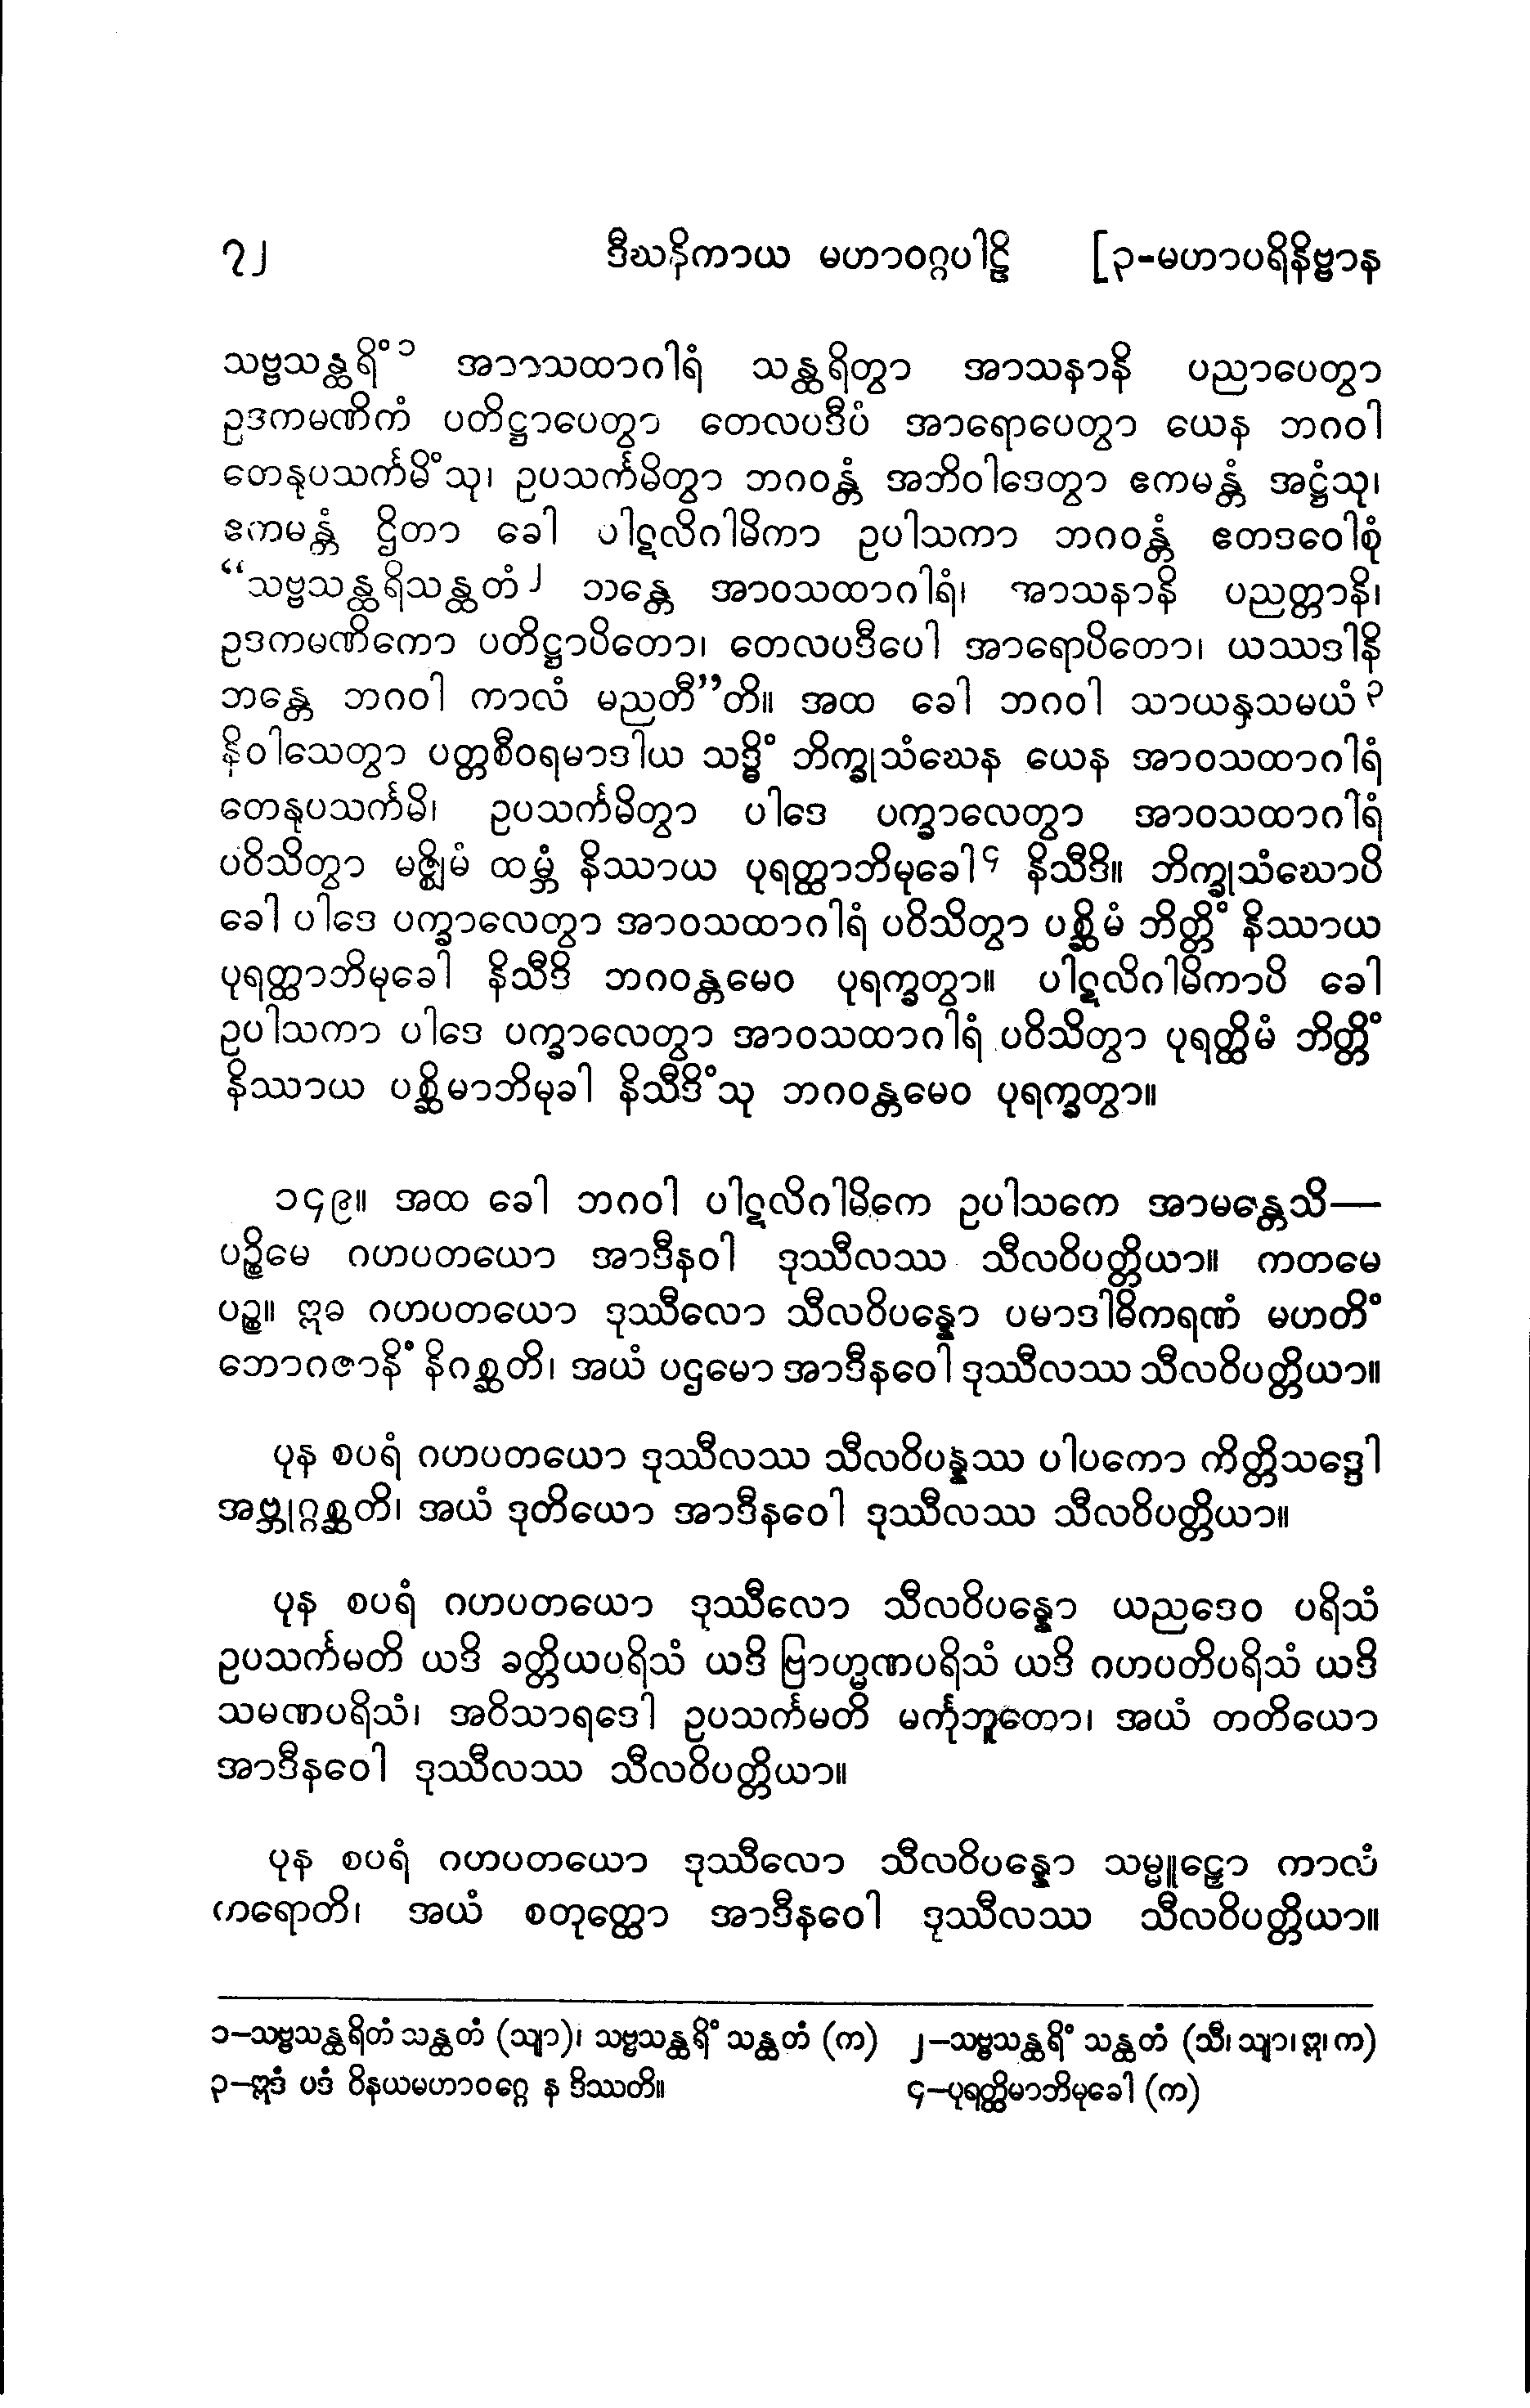 ၇၂ ဒီဃနိကာယ မဟာဝဂ္ဂပါဠိ [၃-မဟာပရိနိဗ္ဗာန
သဗ္ဗသန္ထရိံ ၁ အာဝသထာဂါရံ သန္ထရိတွာ အာသနာနိ ပညာပေတွာ
ဥဒကမဏိကံ ပတိဋ္ဌာပေတွာ တေလပဒီပံ အာရောပေတွာ ယေန ဘဂဝါ
တေနုပသင်္ကမိံသု၊ ဥပသင်္ကမိတွာ ဘဂဝန္တံ အဘိဝါဒေတွာ ဧကမန္တံ အဋ္ဌံသု၊
ဧကမန္တံ ဌိတာ ခေါ ပါဋလိဂါမိကာ ဥပါသကာ ဘဂဝန္တံ ဧတဒဝေါစုံ
“သဗ္ဗသန္ထရိသန္ထတံ ၂ ဘန္တေ အာဝသထာဂါရံ၊ အာသနာနိ ပညတ္တာနိ၊
ဥဒကမဏိကော ပတိဋ္ဌာပိတော၊ တေလပဒီပေါ အာရောပိတော၊ ယဿဒါနိ
ဘန္တေ ဘဂဝါ ကာလံ မညတီ”တိ။ အထ ခေါ ဘဂဝါ သာယနှသမယံ ၃
နိဝါသေတွာ ပတ္တစီဝရမာဒါယ သဒ္ဓိံ ဘိက္ခုသံဃေန ယေန အာဝသထာဂါရံ
တေနုပသင်္ကမိ၊ ဥပသင်္ကမိတွာ ပါဒေ ပက္ခာလေတွာ အာဝသထာဂါရံ
ပဝိသိတွာ မဇ္ဈိမံ ထမ္ဘံ နိဿာယ ပုရတ္ထာဘိမုခေါ ၄ နိသီဒိ။ ဘိက္ခုသံဃောပိ
ခေါ ပါဒေ ပက္ခာလေတွာ အာဝသထာဂါရံ ပဝိသိတွာ ပစ္ဆိမံ ဘိတ္တိံ နိဿာယ
ပုရတ္ထာဘိမုခေါ နိသီဒိ ဘဂဝန္တမေဝ ပုရက္ခတွာ။ ပါဋလိဂါမိကာပိ ခေါ
ဥပါသကာ ပါဒေ ပက္ခာလေတွာ အာဝသထာဂါရံ ပဝိသိတွာ ပုရတ္ထိမံ ဘိတ္တိံ
နိဿာယ ပစ္ဆိမာဘိမုခါ နိသီဒိံသု ဘဂဝန္တမေဝ ပုရက္ခတွာ။
၁၄၉။ အထ ခေါ ဘဂဝါ ပါဋလိဂါမိကေ ဥပါသကေ အာမန္တေသိ—
ပဉ္စိမေ ဂဟပတယော အာဒီနဝါ ဒုဿီလဿ သီလဝိပတ္တိယာ။ ကတမေ
ပဉ္စ။ ဣဓ ဂဟပတယော ဒုဿီလော သီလဝိပန္နော ပမာဒါဓိကရဏံ မဟတိံ
ဘောဂဇာနိံ နိဂစ္ဆတိ၊ အယံ ပဌမော အာဒီနဝေါ ဒုဿီလဿ သီလဝိပတ္တိယာ။
ပုန စပရံ ဂဟပတယော ဒုဿီလဿ သီလဝိပန္နဿ ပါပကော ကိတ္တိသဒ္ဒေါ
အဗ္ဘုဂ္ဂစ္ဆတိ၊ အယံ ဒုတိယော အာဒီနဝေါ ဒုဿီလဿ သီလဝိပတ္တိယာ။
ပုန စပရံ ဂဟပတယော ဒုဿီလော သီလဝိပန္နော ယညဒေဝ ပရိသံ
ဥပသင်္ကမတိ ယဒိ ခတ္တိယပရိသံ ယဒိ ဗြာဟ္မဏပရိသံ ယဒိ ဂဟပတိပရိသံ ယဒိ
သမဏပရိသံ၊ အဝိသာရဒေါ ဥပသင်္ကမတိ မင်္ကုဘူတော၊ အယံ တတိယော
အာဒီနဝေါ ဒုဿီလဿ သီလဝိပတ္တိယာ။
ပုန စပရံ ဂဟပတယော ဒုဿီလော သီလဝိပန္နော သမ္မူဠှော ကာလံ
ကရောတိ၊ အယံ စတုတ္ထော အာဒီနဝေါ ဒုဿီလဿ သီလဝိပတ္တိယာ။
၁–သဗ္ဗသန္ထရိတံ သန္ထတံ (သျာ)၊ သဗ္ဗသန္ထရိံ သန္ထတံ (က) ၂–သဗ္ဗသန္ထရိံ သန္ထတံ (သီ၊ သျာ၊ ဣ၊ က)
၃–ဣဒံ ပဒံ ဝိနယမဟာဝဂ္ဂေ န ဒိဿတိ။ ၄–ပုရတ္ထိမာဘိမုခေါ (က)